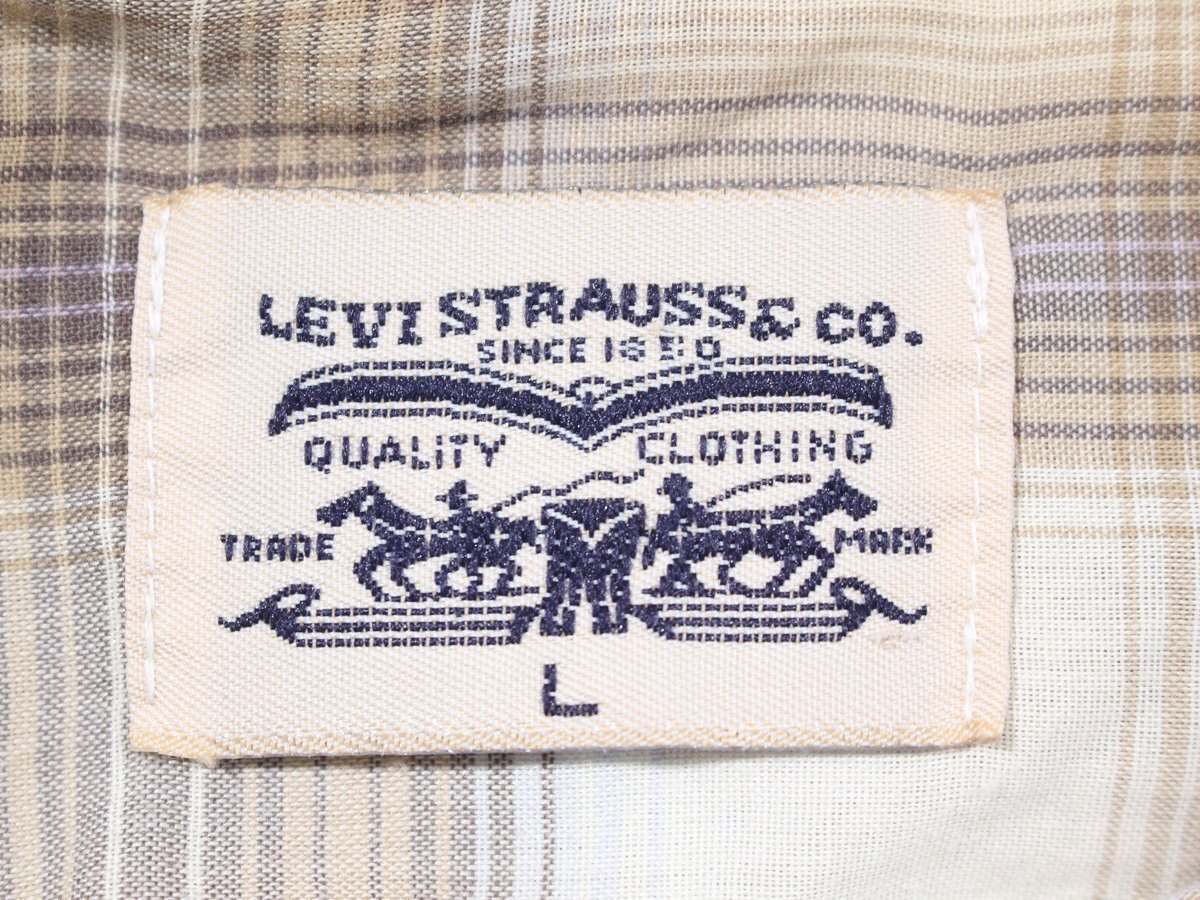 LEVI STRAUSS & CO.
SINCE 1850
QUALITY CLOTHING
TRADE MARK
L